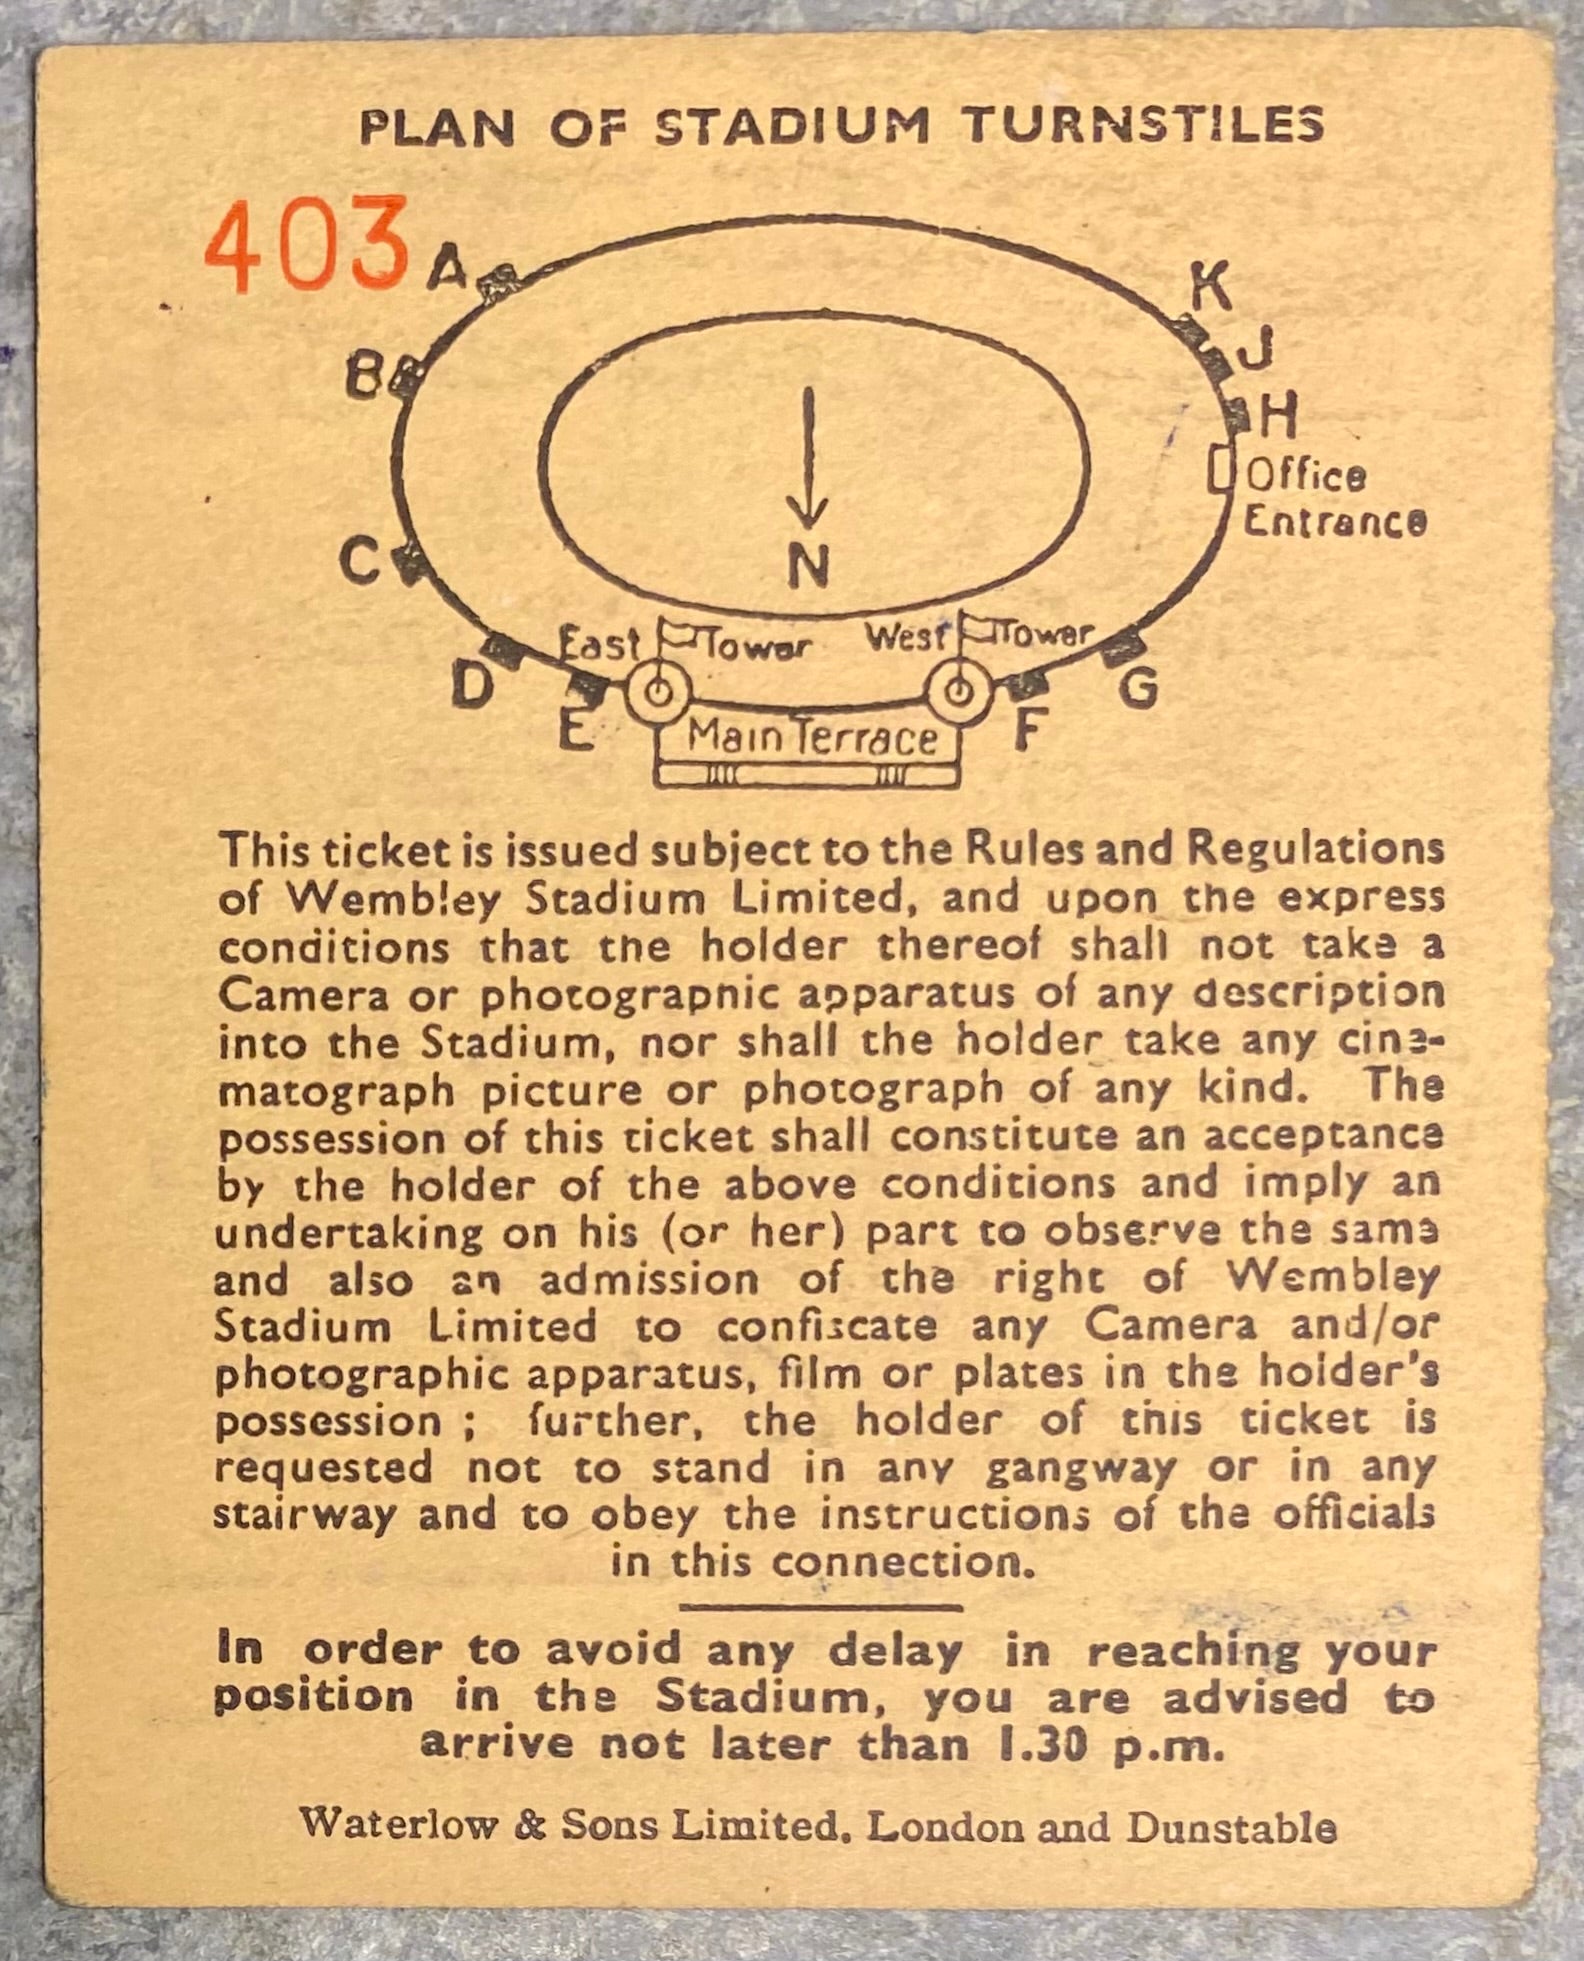 PLAN OF STADIUM TURNSTILES
403
A
K
J
B
H
Office
Entrance
C
N
East Tower
West Tower
D
G
E
Main Terrace
F
This ticket is issued subject to the Rules and Regulations
of Wembley Stadium Limited, and upon the express
conditions that the holder thereof shall not take a
Camera or photographic apparatus of any description
into the Stadium, nor shall the holder take any cine-
matograph picture or photograph of any kind. The
possession of this ticket shall constitute an acceptance
by the holder of the above conditions and imply an
undertaking on his (or her) part to observe the same
and also an admission of the right of Wembley
Stadium Limited to confiscate any Camera and/or
photographic apparatus, film or plates in the holder's
possession ; further, the holder of this ticket is
requested not to stand in any gangway or in any
stairway and to obey the instructions of the officials
in this connection.
In order to avoid any delay in reaching your
position in the Stadium, you are advised to
arrive not later than 1.30 p.m.
Waterlow & Sons Limited. London and Dunstable